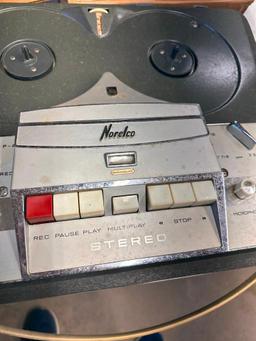 Norelco
REC PAUSE PLAY MULTIPLAY STOP
STEREO